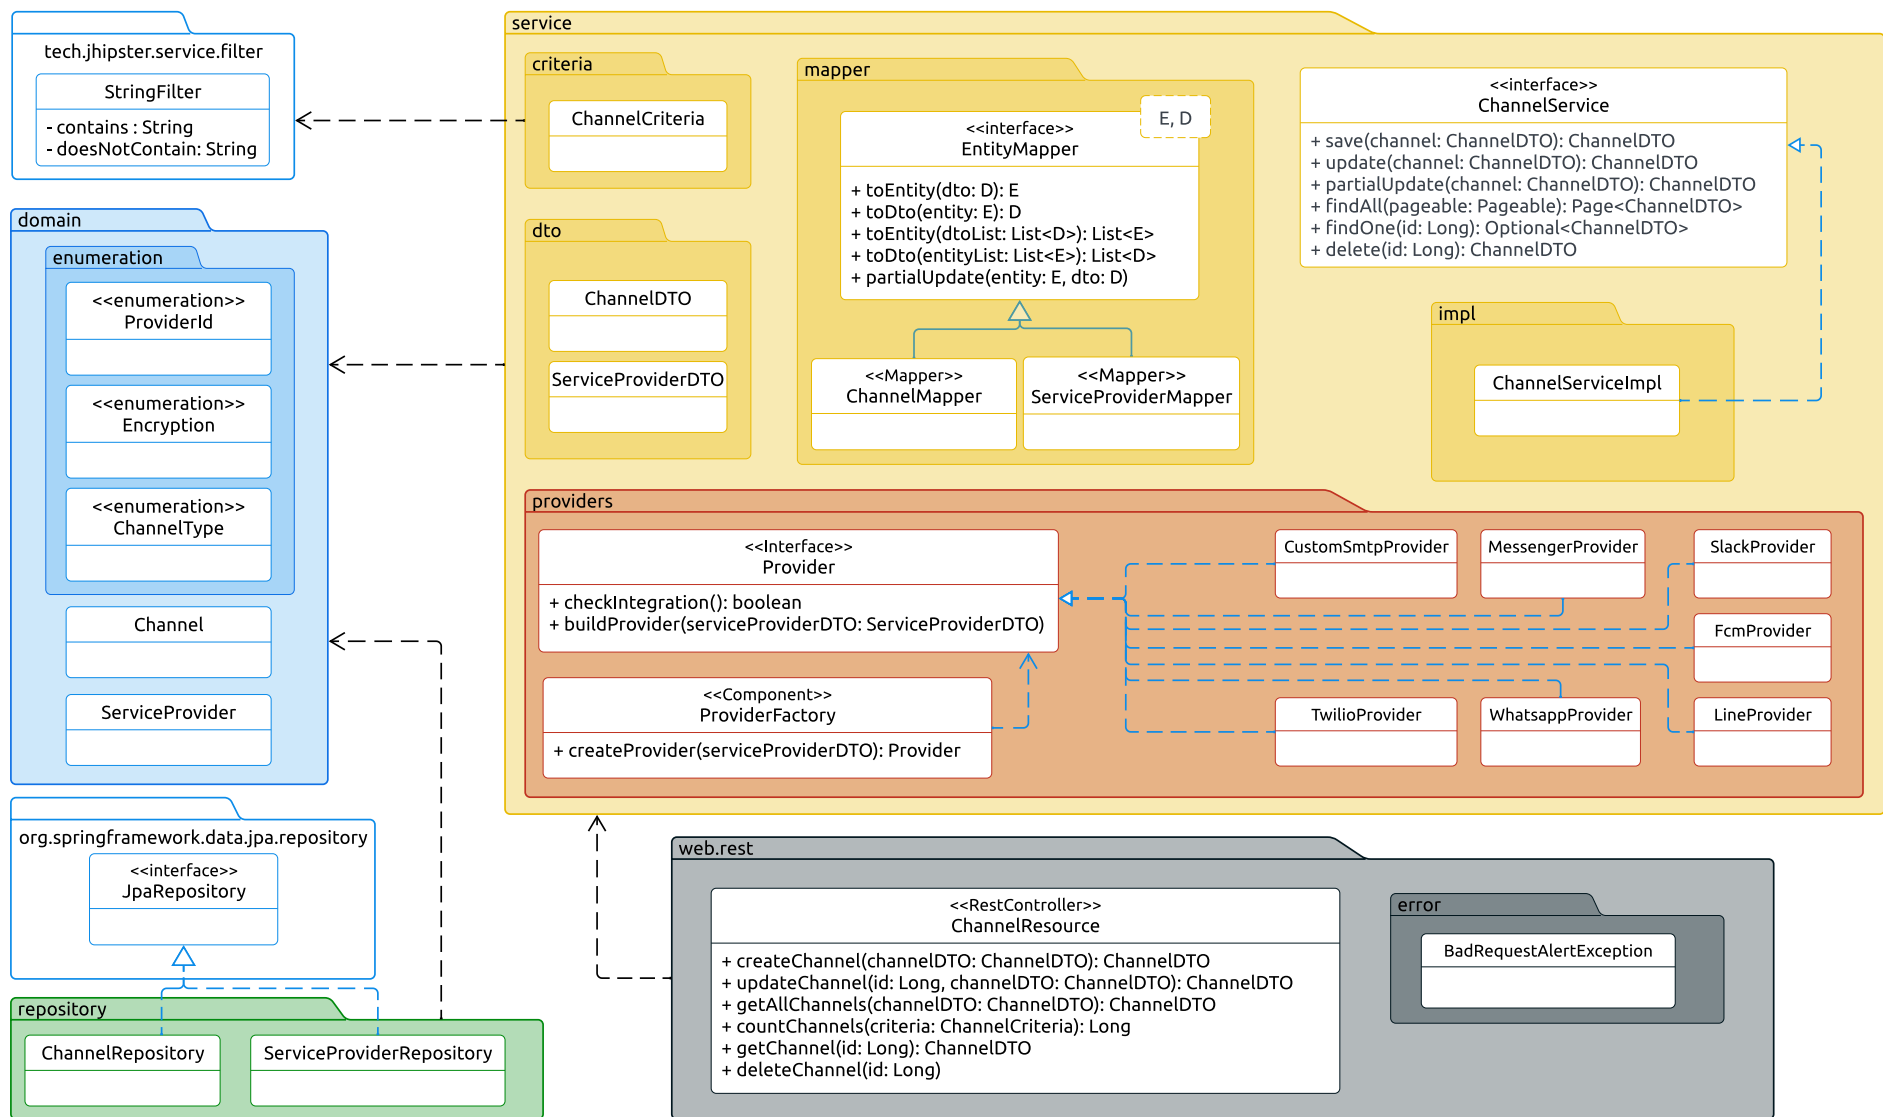 tech.jhipster.service.filter
StringFilter
- contains : String
- doesNotContain: String
domain
enumeration
<<enumeration>>
ProviderId
<<enumeration>>
Encryption
<<enumeration>>
ChannelType
Channel
ServiceProvider
org.springframework.data.jpa.repository
<<interface>>
JpaRepository
repository
ChannelRepository
ServiceProviderRepository
service
criteria
ChannelCriteria
dto
ChannelDTO
ServiceProviderDTO
mapper
E, D
<<interface>>
EntityMapper
+ toEntity(dto: D): E
+ toDto(entity: E): D
+ toEntity(dtoList: List<D>): List<E>
+ toDto(entityList: List<E>): List<D>
+ partialUpdate(entity: E, dto: D)
<<Mapper>>
ChannelMapper
<<Mapper>>
ServiceProviderMapper
<<interface>>
ChannelService
+ save(channel: ChannelDTO): ChannelDTO
+ update(channel: ChannelDTO): ChannelDTO
+ partialUpdate(channel: ChannelDTO): ChannelDTO
+ findAll(pageable: Pageable): Page<ChannelDTO>
+ findOne(id: Long): Optional<ChannelDTO>
+ delete(id: Long): ChannelDTO
impl
ChannelServiceImpl
providers
<<Interface>>
Provider
+ checkIntegration(): boolean
+ buildProvider(serviceProviderDTO: ServiceProviderDTO)
<<Component>>
ProviderFactory
+ createProvider(serviceProviderDTO): Provider
CustomSmtpProvider
MessengerProvider
SlackProvider
FcmProvider
TwilioProvider
WhatsappProvider
LineProvider
web.rest
<<RestController>>
ChannelResource
+ createChannel(channelDTO: ChannelDTO): ChannelDTO
+ updateChannel(id: Long, channelDTO: ChannelDTO): ChannelDTO
+ getAllChannels(channelDTO: ChannelDTO): ChannelDTO
+ countChannels(criteria: ChannelCriteria): Long
+ getChannel(id: Long): ChannelDTO
+ deleteChannel(id: Long)
error
BadRequestAlertException